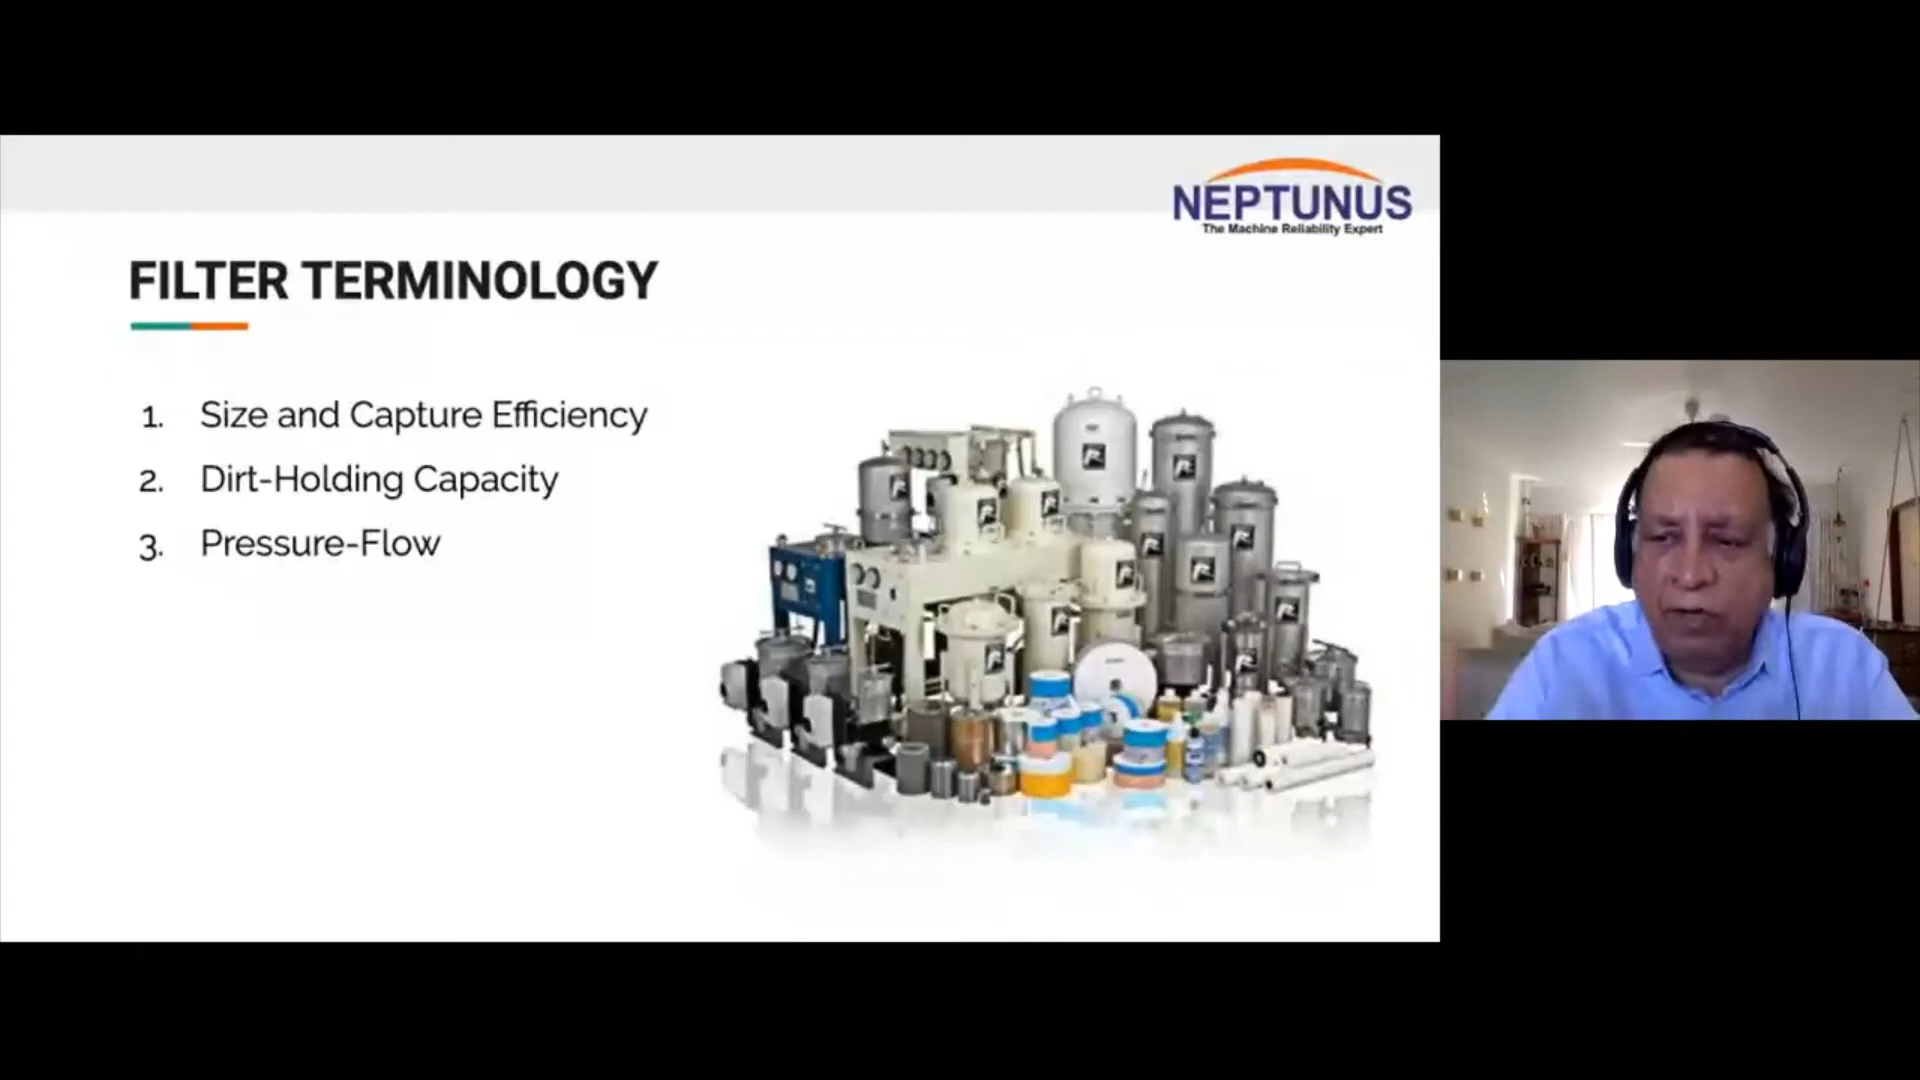 NEPTUNUS
The Machine Reliability Expert
FILTER TERMINOLOGY
1. Size and Capture Efficiency
2. Dirt-Holding Capacity
3. Pressure-Flow